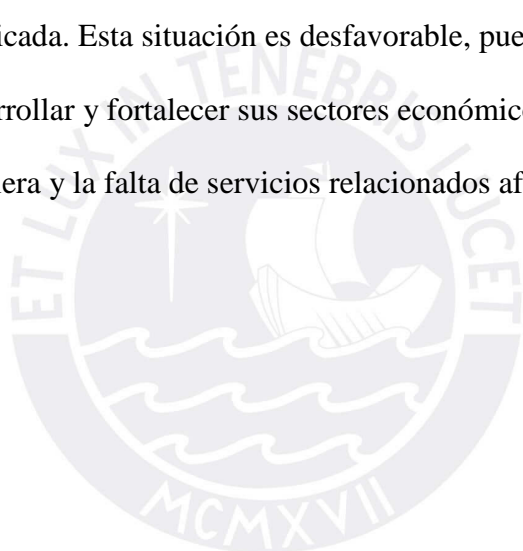 icada. Esta situación es desfavorable, pue
rrollar y fortalecer sus sectores económico
era y la falta de servicios relacionados af
ET LUX IN TENEBRIS LUCET
MCMXVII